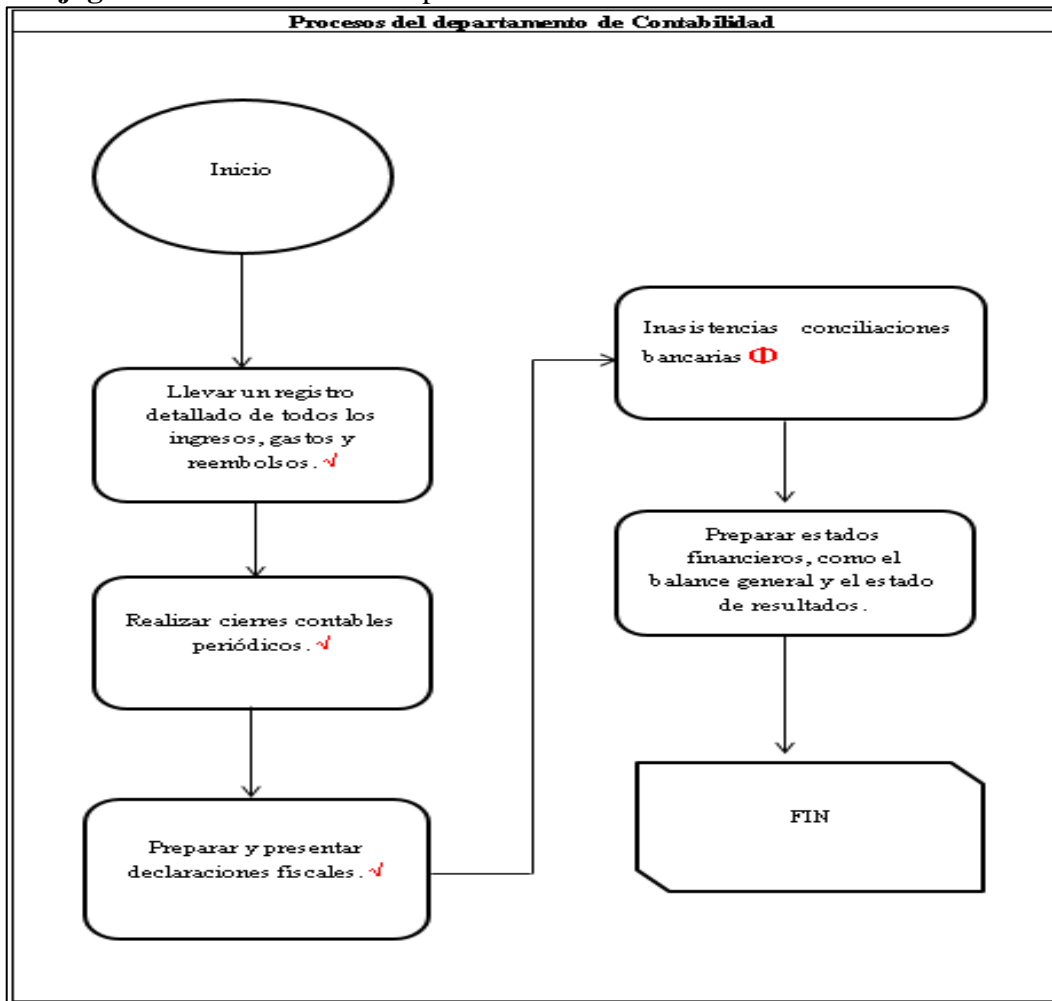 Procesos del departamento de Contabilidad
Inicio
Llevar un registro
detallado de todos los
ingresos, gastos y
reembolsos. √
Realizar cierres contables
periódicos. √
Preparar y presentar
declaraciones fiscales. √
Inasistencias conciliaciones
bancarias Φ
Preparar estados
financieros, como el
balance general y el estado
de resultados.
FIN